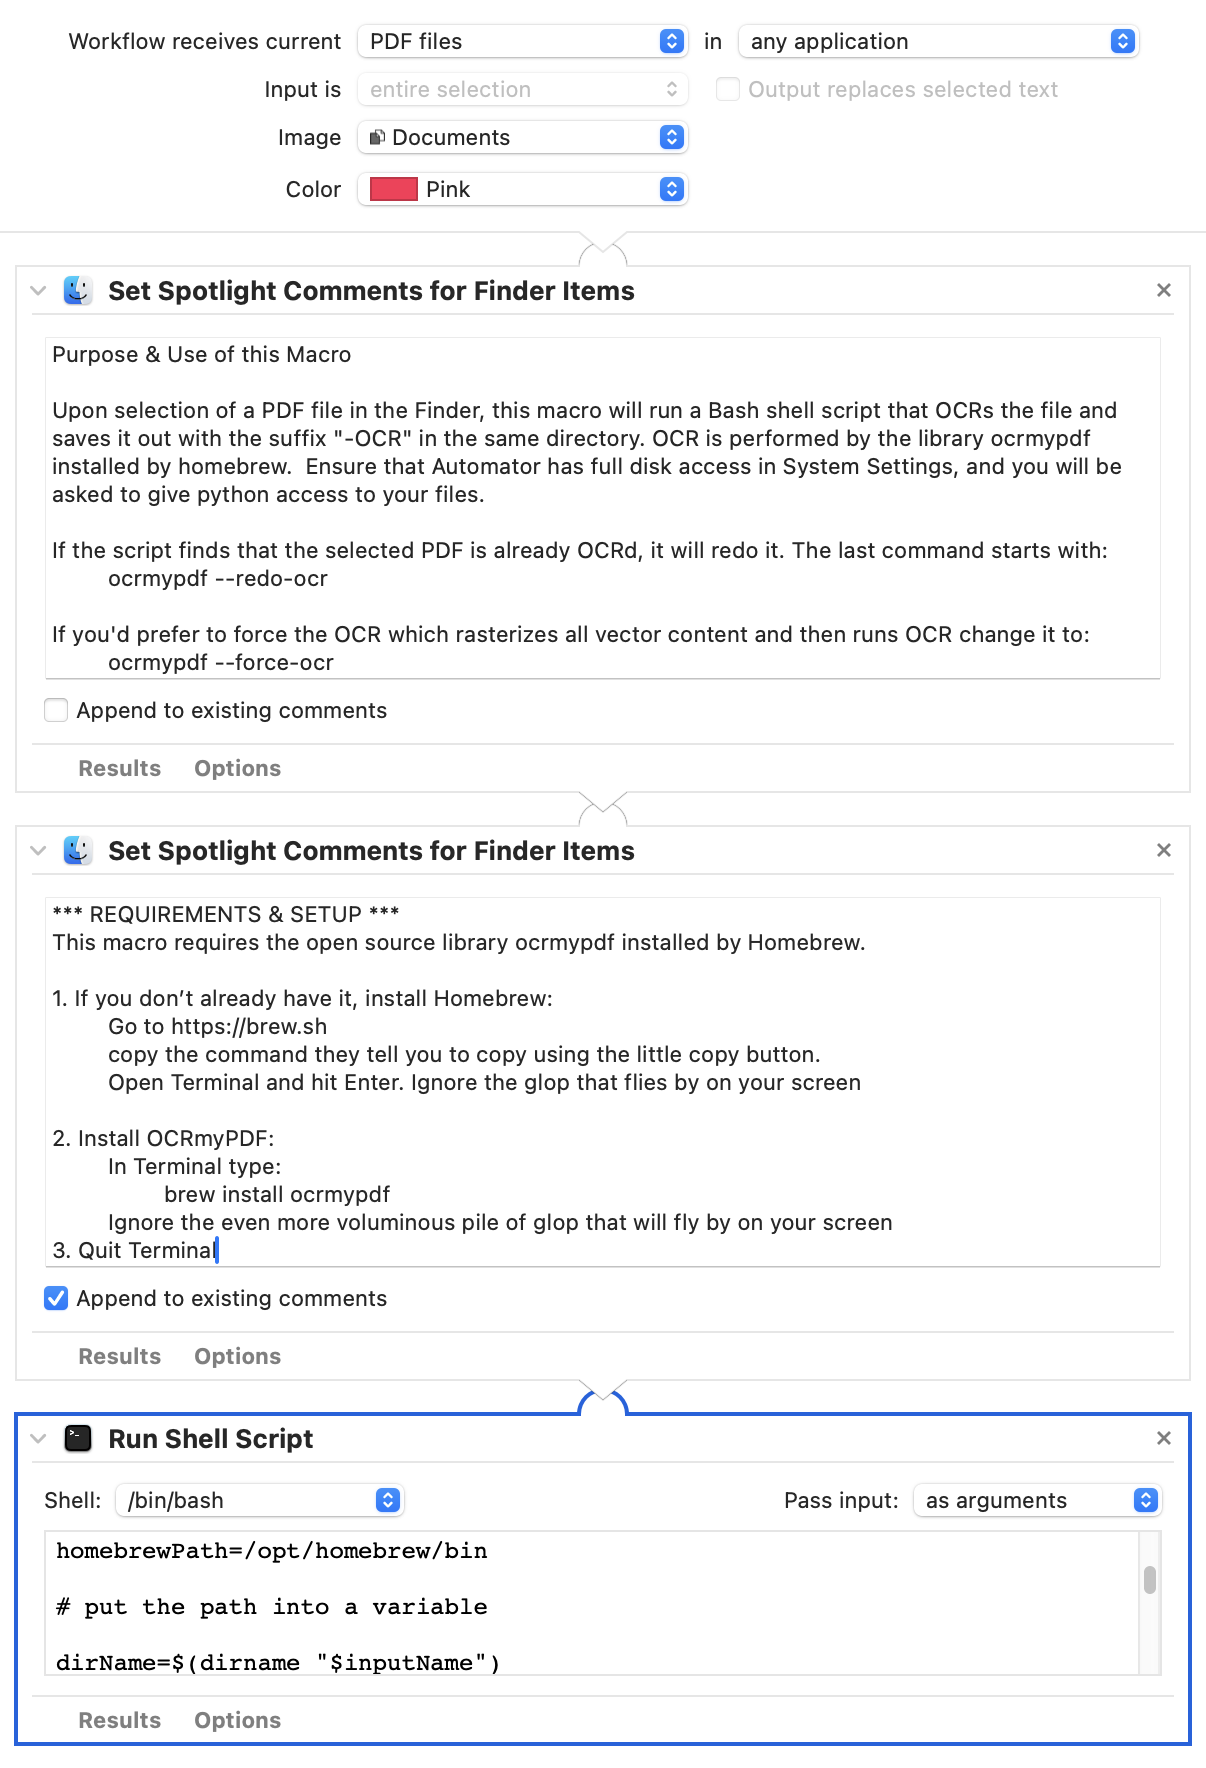 Workflow receives current PDF files in any application
Input is entire selection Output replaces selected text
Image Documents
Color Pink
Set Spotlight Comments for Finder Items
Purpose & Use of this Macro
Upon selection of a PDF file in the Finder, this macro will run a Bash shell script that OCRs the file and
saves it out with the suffix "-OCR" in the same directory. OCR is performed by the library ocrmypdf
installed by homebrew.  Ensure that Automator has full disk access in System Settings, and you will be
asked to give python access to your files.
If the script finds that the selected PDF is already OCRd, it will redo it. The last command starts with:
ocrmypdf --redo-ocr
If you'd prefer to force the OCR which rasterizes all vector content and then runs OCR change it to:
ocrmypdf --force-ocr
Append to existing comments
Results Options
Set Spotlight Comments for Finder Items
*** REQUIREMENTS & SETUP ***
This macro requires the open source library ocrmypdf installed by Homebrew.
1. If you don’t already have it, install Homebrew:
Go to https://brew.sh
copy the command they tell you to copy using the little copy button.
Open Terminal and hit Enter. Ignore the glop that flies by on your screen
2. Install OCRmyPDF:
In Terminal type:
brew install ocrmypdf
Ignore the even more voluminous pile of glop that will fly by on your screen
3. Quit Terminal
Append to existing comments
Results Options
Run Shell Script
Shell: /bin/bash Pass input: as arguments
homebrewPath=/opt/homebrew/bin
# put the path into a variable
dirName=$(dirname "$inputName")
Results Options